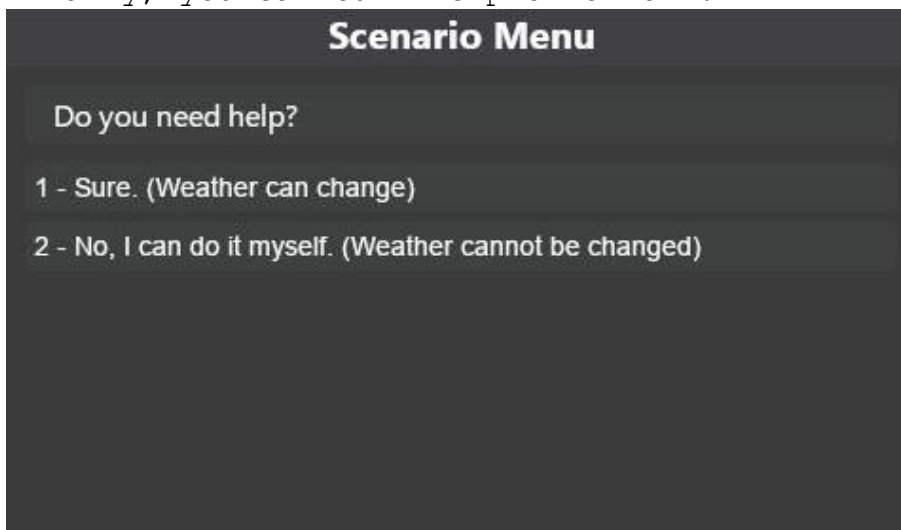 Scenario Menu
Do you need help?
1 - Sure. (Weather can change)
2 - No, I can do it myself. (Weather cannot be changed)